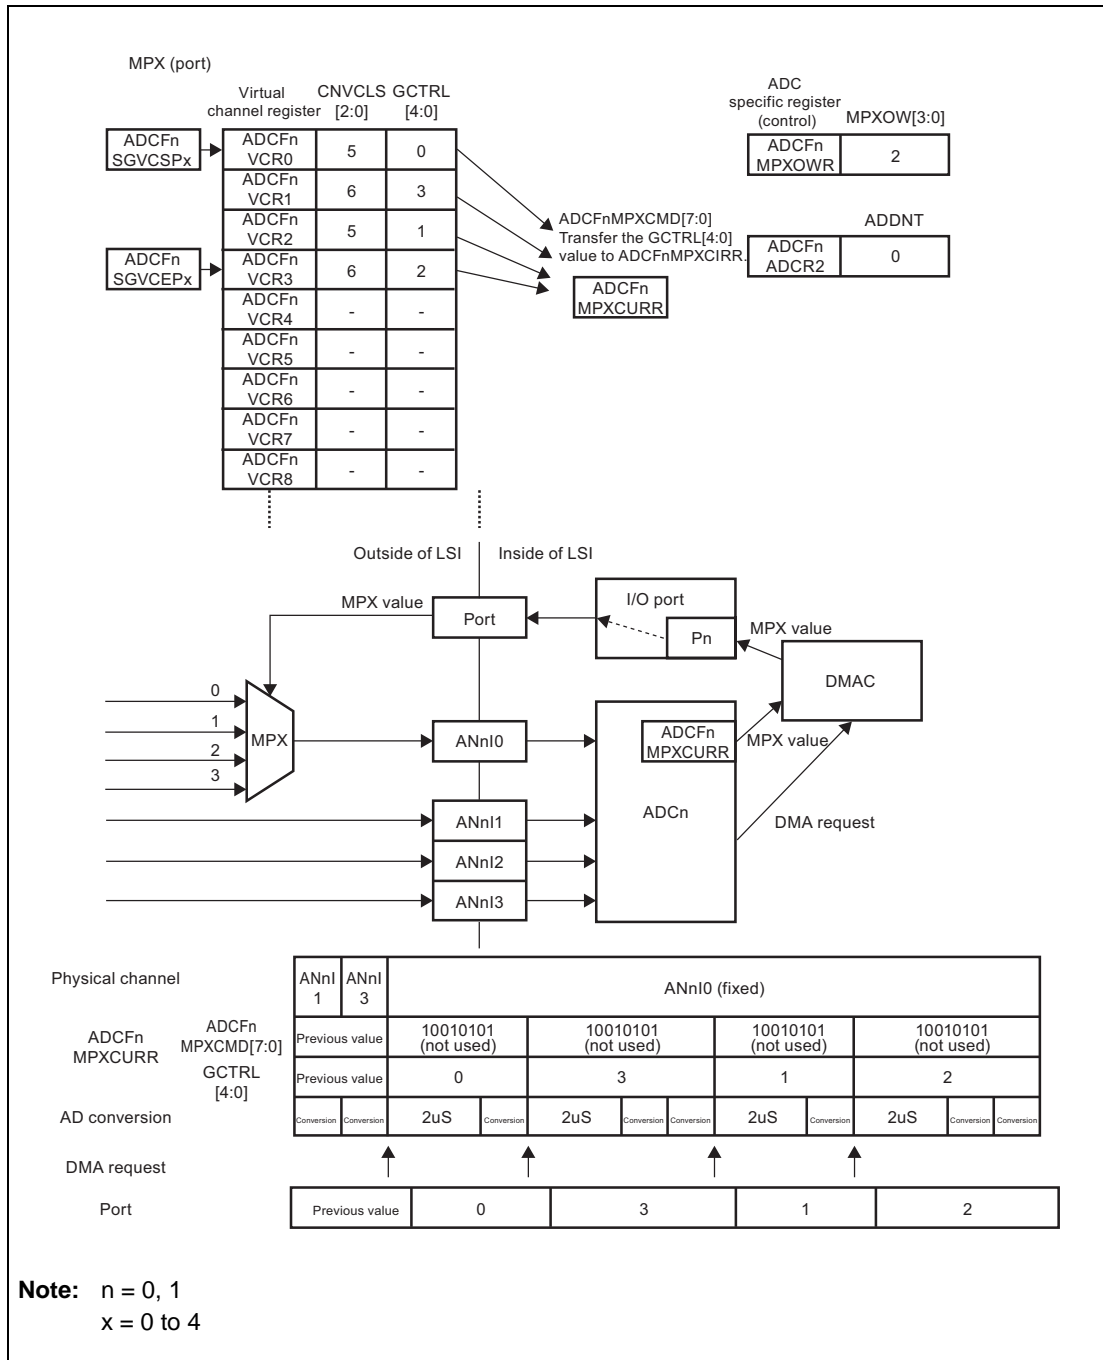 MPX (port)
Virtual channel register CNVCLS [2:0] GCTRL [4:0]
ADC specific register (control) MPXOW[3:0]
ADCFn SGVCSPx
ADCFn VCR0 5 0
ADCFn VCR1 6 3
ADCFn VCR2 5 1
ADCFn SGVCEPx
ADCFn VCR3 6 2
ADCFn VCR4 - -
ADCFn VCR5 - -
ADCFn VCR6 - -
ADCFn VCR7 - -
ADCFn VCR8 - -
ADCFn MPXOWR 2
ADCFnMPXCMD[7:0]
Transfer the GCTRL[4:0]
value to ADCFnMPXCIRR.
ADCFn MPXCURR
ADDNT
ADCFn ADCR2 0
Outside of LSI Inside of LSI
MPX value
Port
I/O port
Pn
MPX value
DMAC
0
1
2
3
MPX
ANnI0
ADCFn MPXCURR
MPX value
ANnI1
ANnI2
ANnI3
ADCn
DMA request
Physical channel ANnI 1 ANnI 3 ANnI0 (fixed)
ADCFn MPXCURR
ADCFn MPXCMD[7:0] Previous value 10010101 (not used) 10010101 (not used) 10010101 (not used) 10010101 (not used)
GCTRL [4:0] Previous value 0 3 1 2
AD conversion Conversion Conversion 2uS Conversion 2uS Conversion Conversion 2uS Conversion 2uS Conversion Conversion
DMA request
Port Previous value 0 3 1 2
Note: n = 0, 1
x = 0 to 4